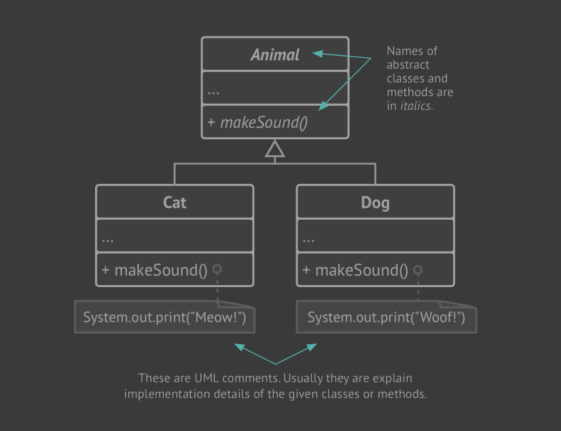 Animal
...
+ makeSound()
Names of
abstract
classes and
methods are
in italics.
Cat
...
+ makeSound()
Dog
...
+ makeSound()
System.out.print("Meow!")
System.out.print("Woof!")
These are UML comments. Usually they are explain
implementation details of the given classes or methods.